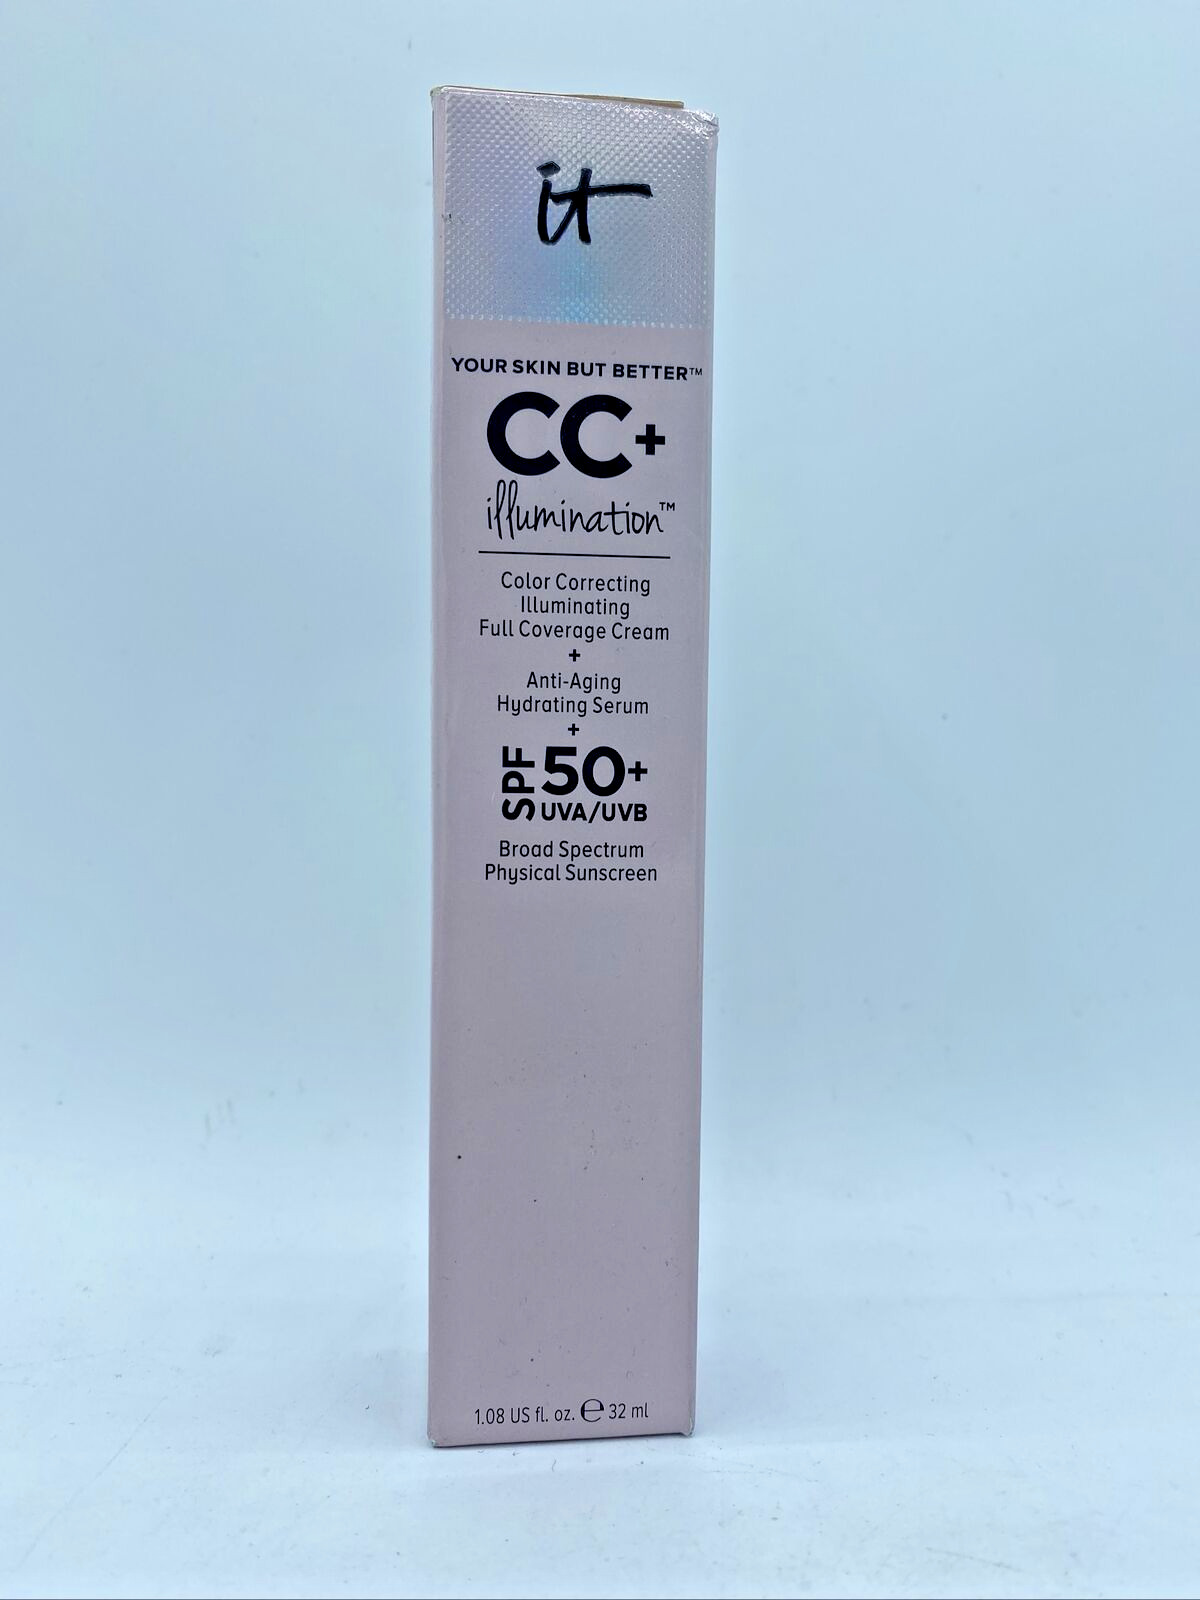 it
YOUR SKIN BUT BETTER™
CC+
illumination™
Color Correcting
Illuminating
Full Coverage Cream
+
Anti-Aging
Hydrating Serum
+
SPF 50+
UVA/UVB
Broad Spectrum
Physical Sunscreen
1.08 US fl. oz. ℮ 32 ml